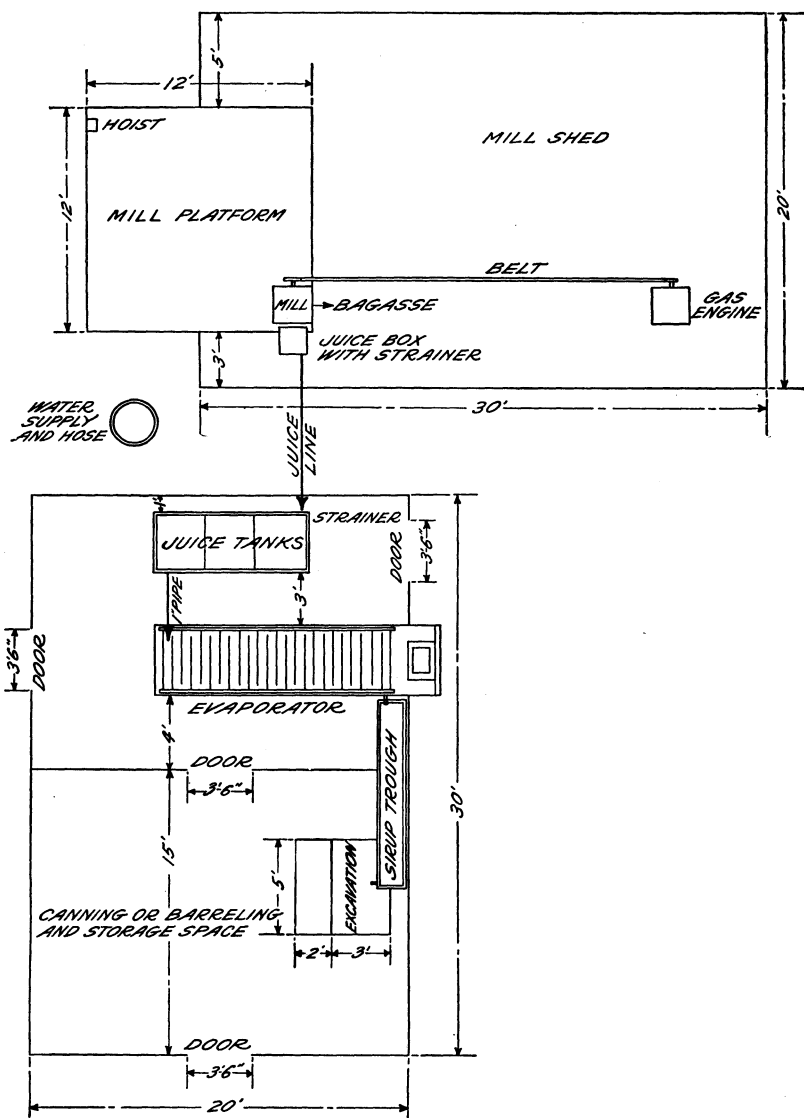 5'
12'
HOIST
MILL SHED
12'
MILL PLATFORM
20'
BELT
MILL
BAGASSE
GAS
ENGINE
JUICE BOX
WITH STRAINER
3'
30'
WATER
SUPPLY
AND HOSE
JUICE
LINE
1'
STRAINER
JUICE TANKS
DOOR
3'6"
1" PIPE
3'
3'6"
DOOR
EVAPORATOR
4'
DOOR
3'6"
SIRUP TROUGH
30'
15'
5'
EXCAVATION
CANNING OR BARRELING
AND STORAGE SPACE
2'
3'
DOOR
3'6"
20'